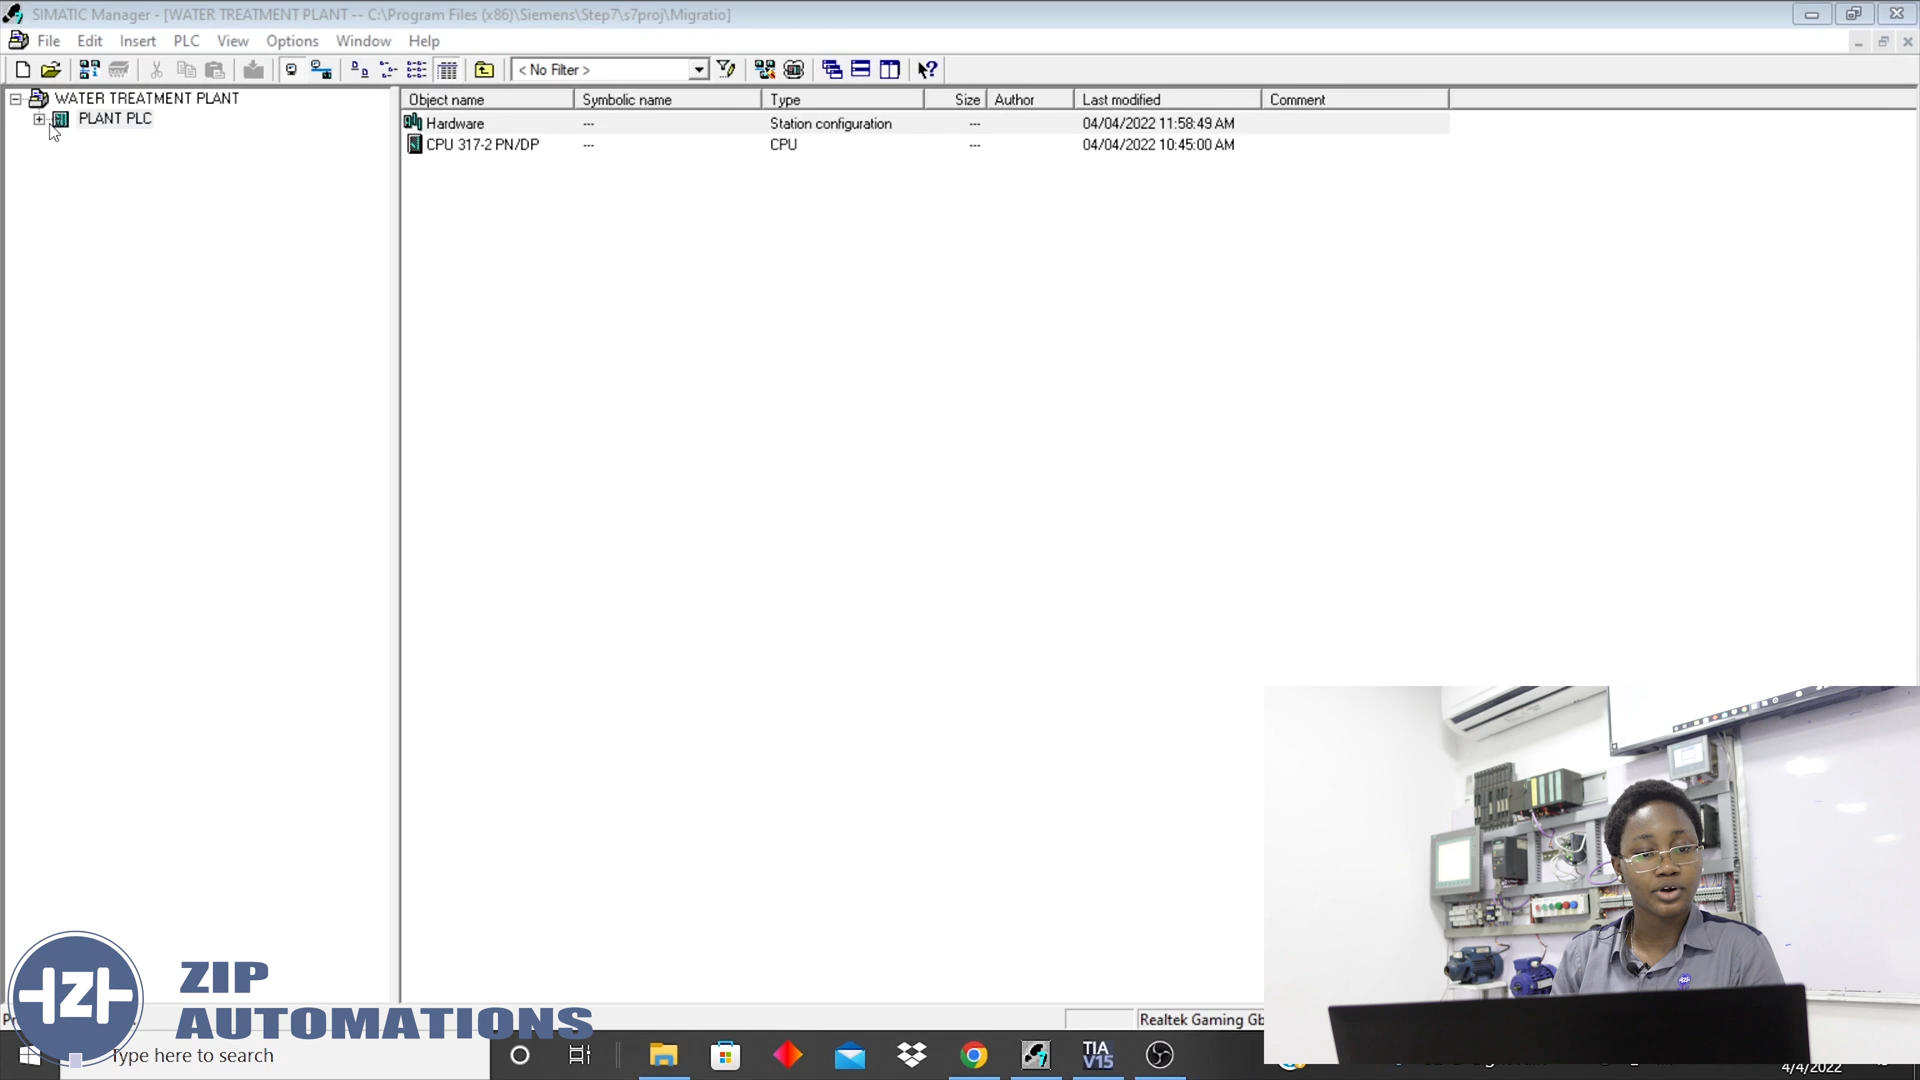 SIMATIC Manager - [WATER TREATMENT PLANT -- C:\Program Files (x86)\Siemens\Step7\s7proj\Migratio]
File Edit Insert PLC View Options Window Help
< No Filter >
WATER TREATMENT PLANT
PLANT PLC
Object name Symbolic name Type Size Author Last modified Comment
Hardware --- Station configuration --- 04/04/2022 11:58:49 AM
CPU 317-2 PN/DP --- CPU --- 04/04/2022 10:45:00 AM
ZIP
AUTOMATIONS
Realtek Gaming Gb
Type here to search
TIA
V15
4/4/2022